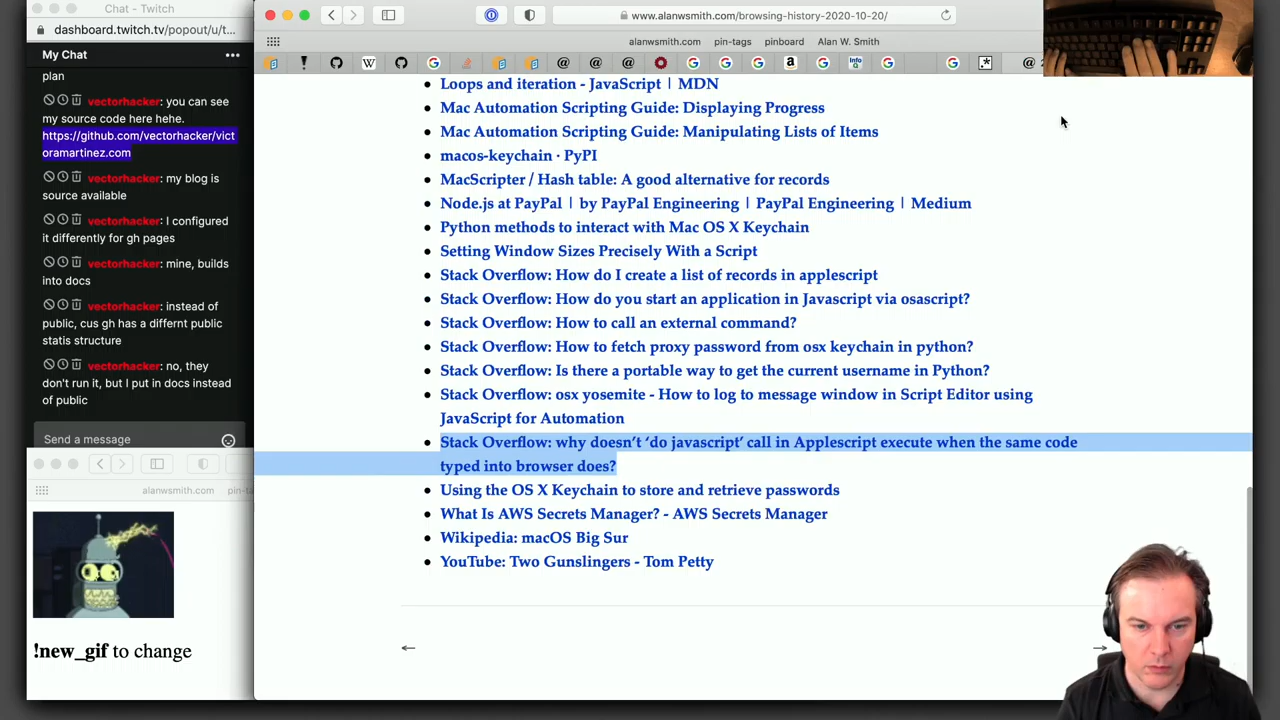 Chat - Twitch
dashboard.twitch.tv/popout/u/t...
My Chat
plan
vectorhacker: you can see
my source code here hehe.
https://github.com/vectorhacker/vict
oramartinez.com
vectorhacker: my blog is
source available
vectorhacker: I configured
it differently for gh pages
vectorhacker: mine, builds
into docs
vectorhacker: instead of
public, cus gh has a differnt public
statis structure
vectorhacker: no, they
don't run it, but I put in docs instead
of public
Send a message
alanwsmith.com pin-ta
!new_gif to change
www.alanwsmith.com/browsing-history-2020-10-20/
alanwsmith.com pin-tags pinboard Alan W. Smith
Loops and iteration - JavaScript | MDN
Mac Automation Scripting Guide: Displaying Progress
Mac Automation Scripting Guide: Manipulating Lists of Items
macos-keychain · PyPI
MacScripter / Hash table: A good alternative for records
Node.js at PayPal | by PayPal Engineering | PayPal Engineering | Medium
Python methods to interact with Mac OS X Keychain
Setting Window Sizes Precisely With a Script
Stack Overflow: How do I create a list of records in applescript
Stack Overflow: How do you start an application in Javascript via osascript?
Stack Overflow: How to call an external command?
Stack Overflow: How to fetch proxy password from osx keychain in python?
Stack Overflow: Is there a portable way to get the current username in Python?
Stack Overflow: osx yosemite - How to log to message window in Script Editor using
JavaScript for Automation
Stack Overflow: why doesn't 'do javascript' call in Applescript execute when the same code
typed into browser does?
Using the OS X Keychain to store and retrieve passwords
What Is AWS Secrets Manager? - AWS Secrets Manager
Wikipedia: macOS Big Sur
YouTube: Two Gunslingers - Tom Petty
← →